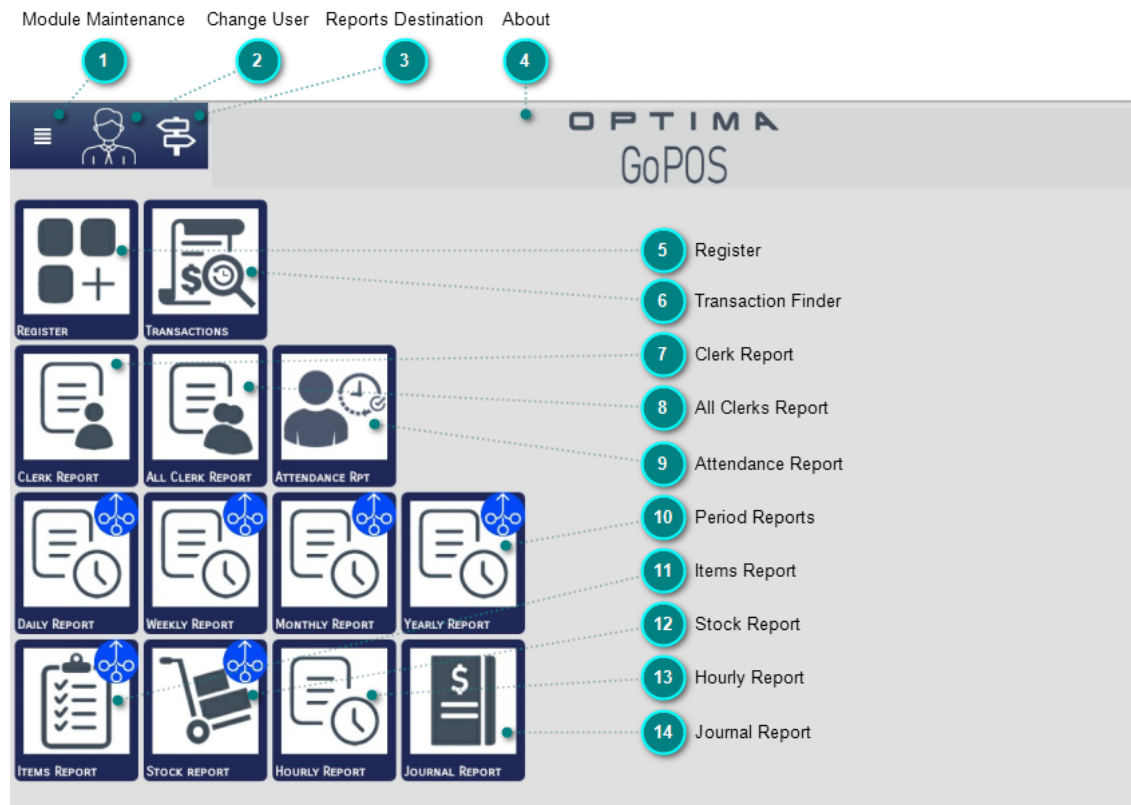 Module Maintenance Change User Reports Destination About
1 2 3 4
OPTIMA
GoPOS
5 Register
6 Transaction Finder
REGISTER TRANSACTIONS
7 Clerk Report
8 All Clerks Report
9 Attendance Report
CLERK REPORT ALL CLERK REPORT ATTENDANCE RPT
10 Period Reports
11 Items Report
DAILY REPORT WEEKLY REPORT MONTHLY REPORT YEARLY REPORT
12 Stock Report
13 Hourly Report
14 Journal Report
ITEMS REPORT STOCK REPORT HOURLY REPORT JOURNAL REPORT